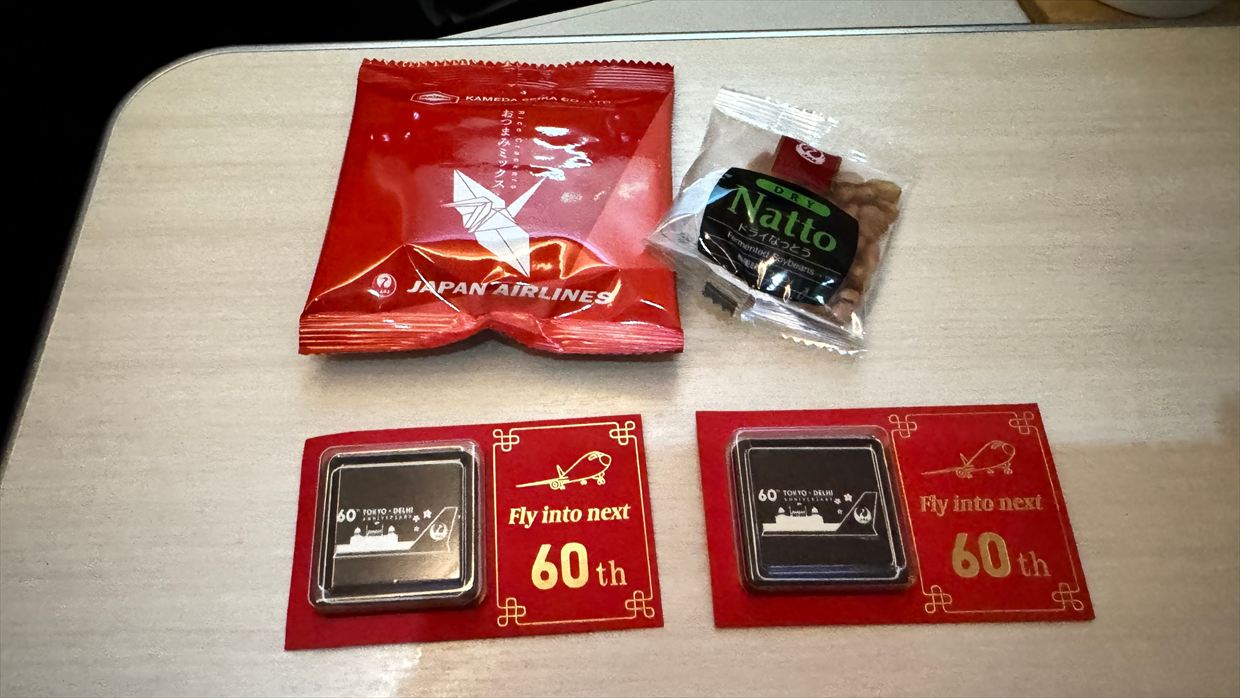 KAMEDA SEIKA CO., LTD.
Rice Crackers
おつまみミックス
JAPAN AIRLINES
DRY
Natto
ドライなっとう
Fermented Soybeans
60th TOKYO - DELHI
ANNIVERSARY
Fly into next
60th
60th TOKYO - DELHI
ANNIVERSARY
Fly into next
60th